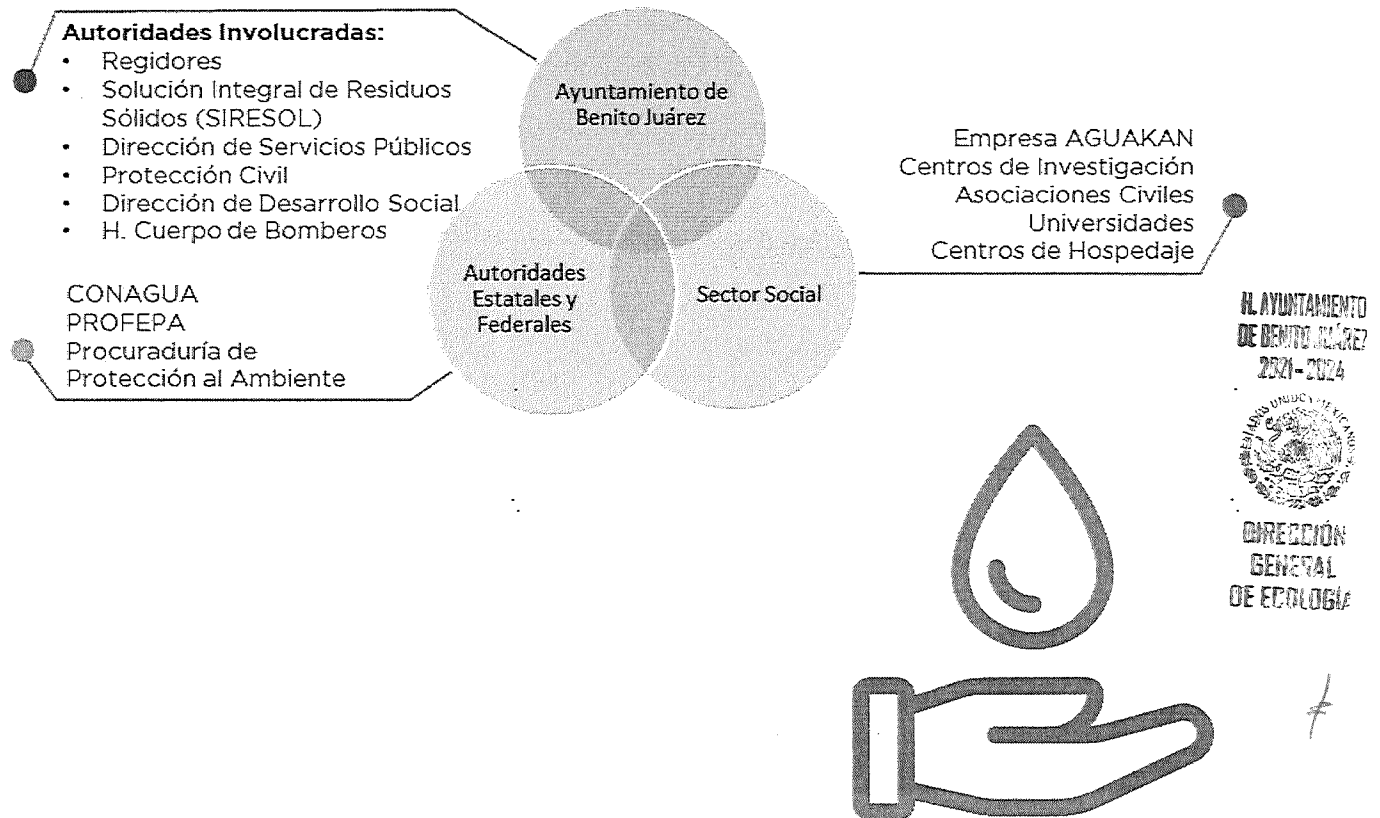 Autoridades Involucradas:
• Regidores
• Solución Integral de Residuos
Sólidos (SIRESOL)
• Dirección de Servicios Públicos
• Protección Civil
• Dirección de Desarrollo Social
• H. Cuerpo de Bomberos
CONAGUA
PROFEPA
Procuraduría de
Protección al Ambiente
Ayuntamiento de
Benito Juárez
Autoridades
Estatales y
Federales
Sector Social
Empresa AGUAKAN
Centros de Investigación
Asociaciones Civiles
Universidades
Centros de Hospedaje
H. AYUNTAMIENTO
DE BENITO JUÁREZ
2021-2024
ESTADOS UNIDOS MEXICANOS
DIRECCIÓN
GENERAL
DE ECOLOGÍA